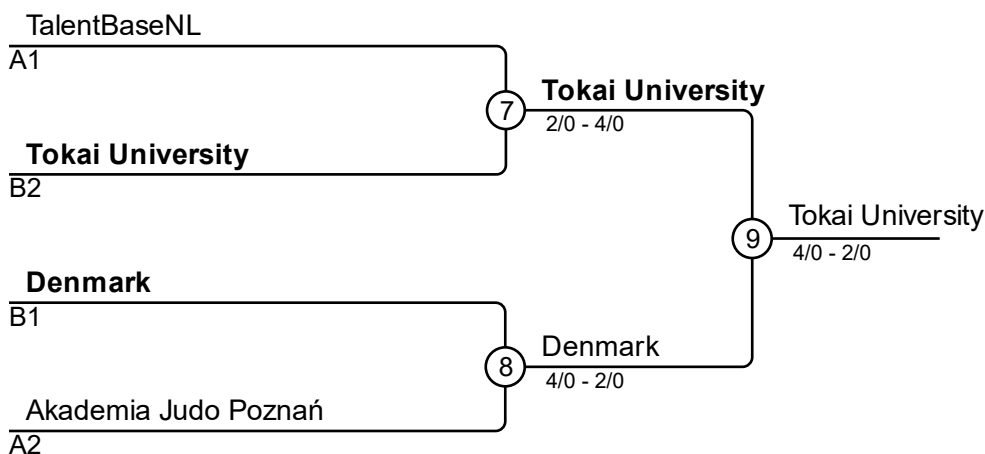 TalentBaseNL
A1
7
Tokai University
2/0 - 4/0
Tokai University
B2
9
Tokai University
4/0 - 2/0
Denmark
B1
8
Denmark
4/0 - 2/0
Akademia Judo Poznań
A2